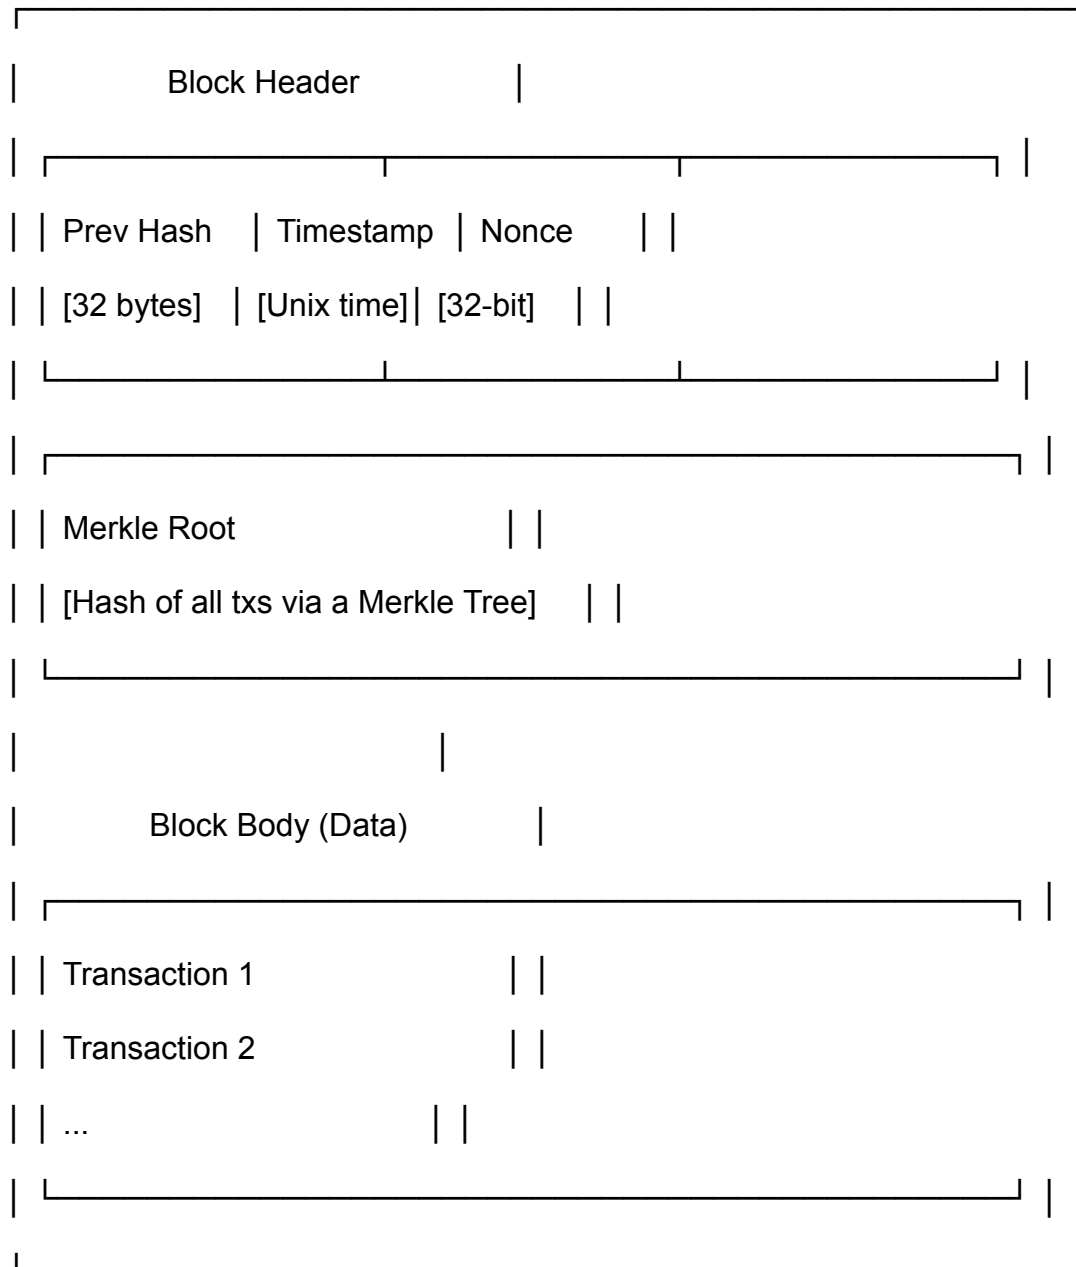 Block Header
Prev Hash │ Timestamp │ Nonce
[32 bytes] │ [Unix time]│ [32-bit]
Merkle Root
[Hash of all txs via a Merkle Tree]
Block Body (Data)
Transaction 1
Transaction 2
...